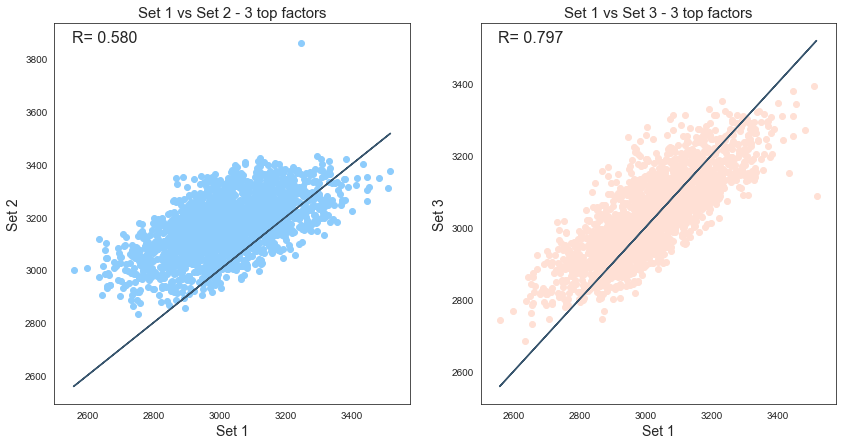 Set 1 vs Set 2 - 3 top factors
R= 0.580
3800
3600
3400
3200
3000
2800
2600
Set 2
2600 2800 3000 3200 3400
Set 1
Set 1 vs Set 3 - 3 top factors
R= 0.797
3400
3200
3000
2800
2600
Set 3
2600 2800 3000 3200 3400
Set 1